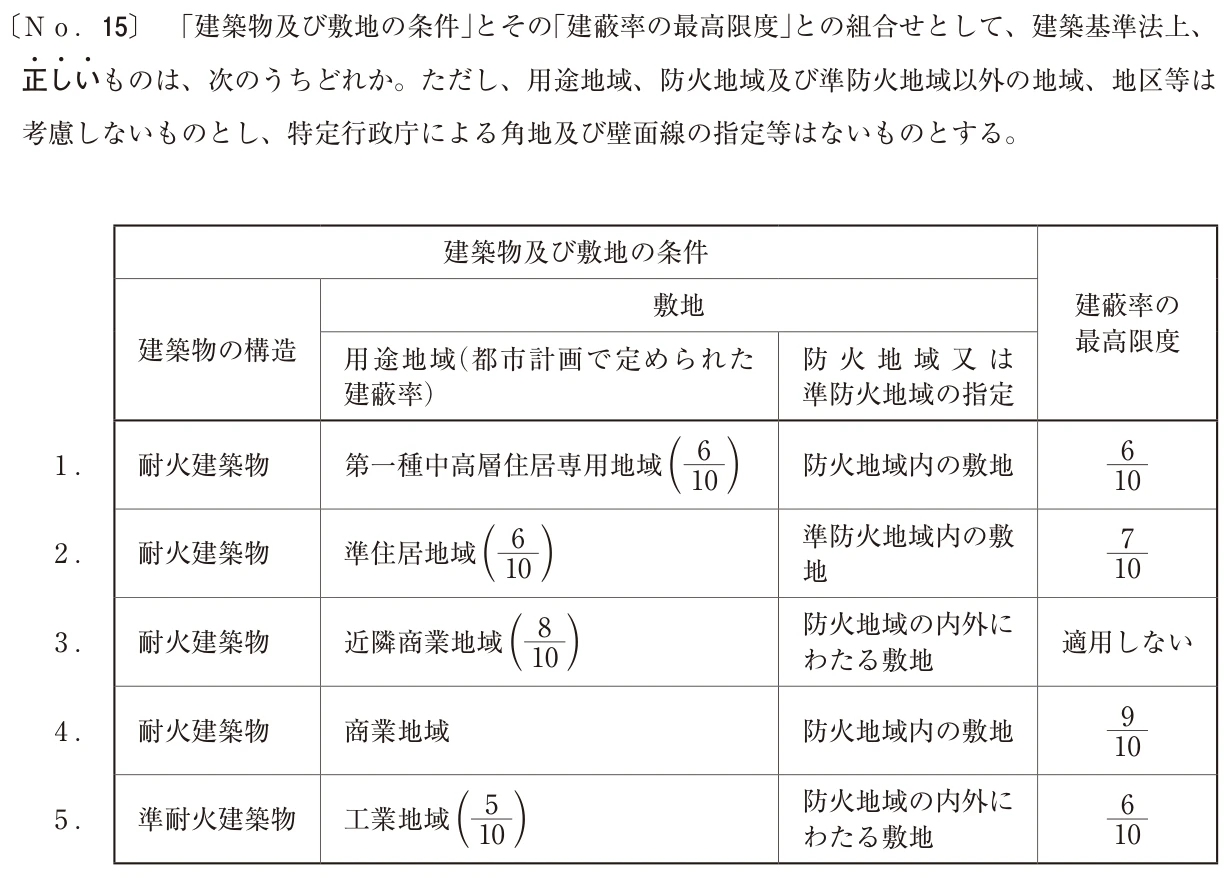 〔No. 15〕 「建築物及び敷地の条件」とその「建蔽率の最高限度」との組合せとして、建築基準法上、
正しいものは、次のうちどれか。ただし、用途地域、防火地域及び準防火地域以外の地域、地区等は
考慮しないものとし、特定行政庁による角地及び壁面線の指定等はないものとする。
建築物及び敷地の条件
建蔽率の
最高限度
建築物の構造
敷地
用途地域(都市計画で定められた
建蔽率)
防火地域又は
準防火地域の指定
1. 耐火建築物 第一種中高層住居専用地域(6/10) 防火地域内の敷地 6/10
2. 耐火建築物 準住居地域(6/10) 準防火地域内の敷
地 7/10
3. 耐火建築物 近隣商業地域(8/10) 防火地域の内外に
わたる敷地 適用しない
4. 耐火建築物 商業地域 防火地域内の敷地 9/10
5. 準耐火建築物 工業地域(5/10) 防火地域の内外に
わたる敷地 6/10